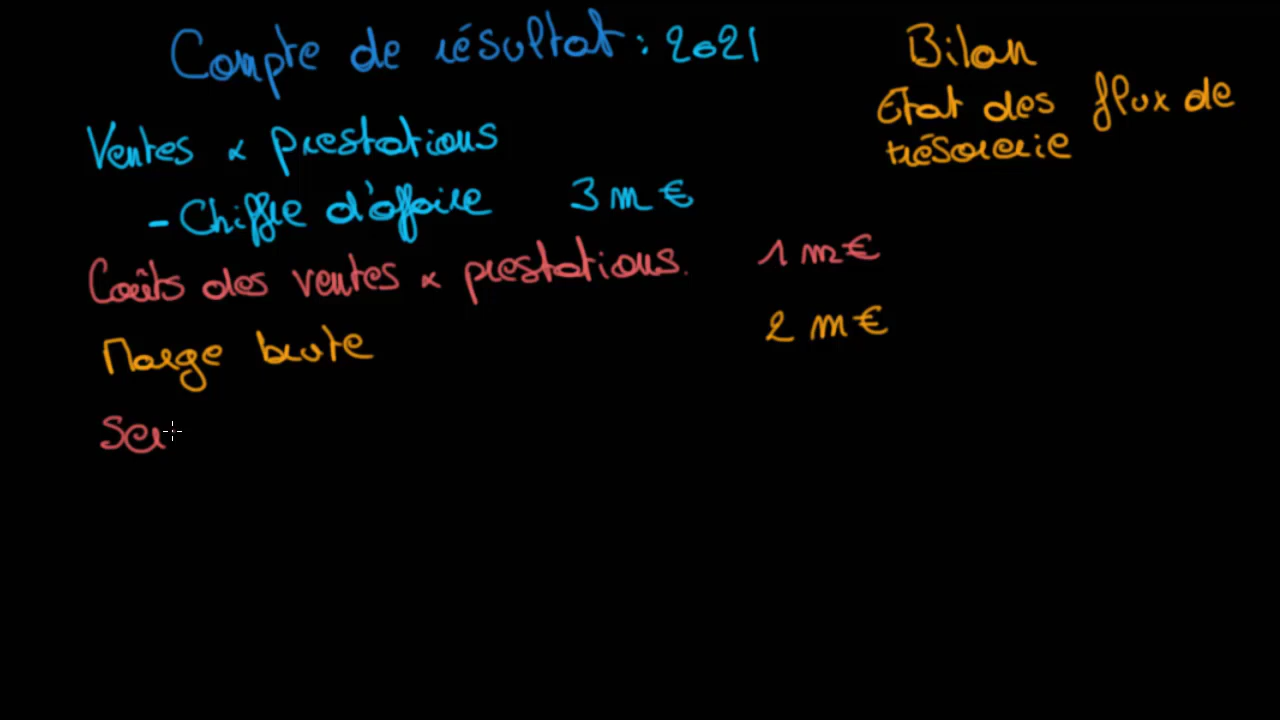 Compte de résultat : 2021
Bilan
Etat des flux de
trésorerie
Ventes & prestations
- Chiffre d'affaire 3 m €
Coûts des ventes & prestations. 1 m €
Marge brute 2 m €
Ser